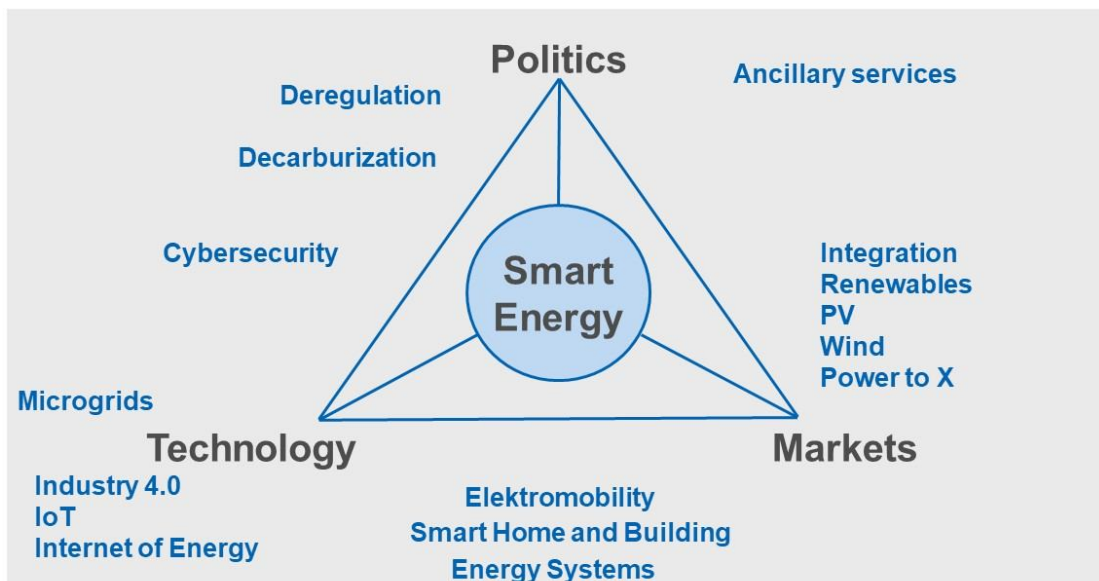 Politics
Ancillary services
Deregulation
Decarburization
Cybersecurity
Smart
Energy
Integration
Renewables
PV
Wind
Power to X
Microgrids
Technology
Markets
Industry 4.0
IoT
Internet of Energy
Elektromobility
Smart Home and Building
Energy Systems